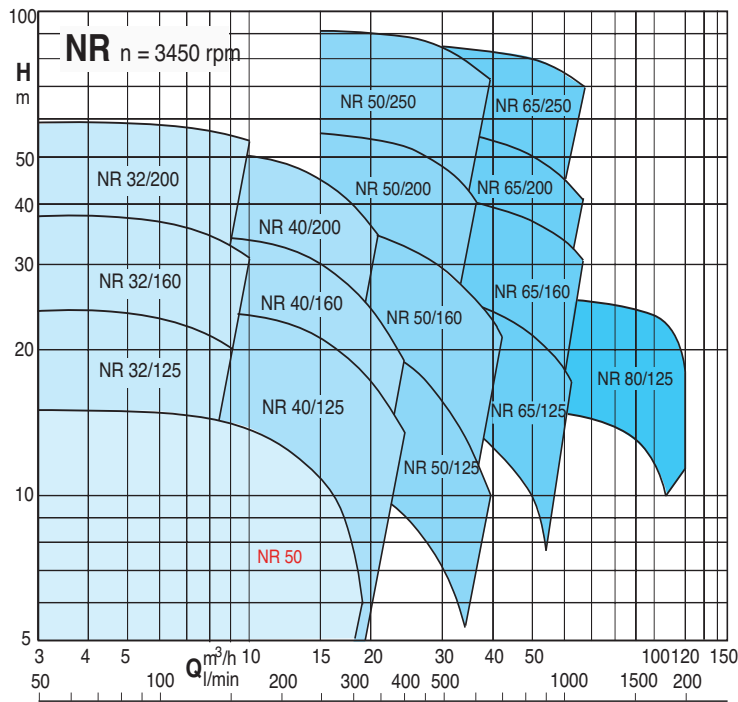 100
NR n = 3450 rpm
H
m
NR 50/250
NR 65/250
50
NR 32/200
NR 50/200
NR 65/200
40
NR 40/200
30
NR 32/160
NR 40/160
NR 65/160
NR 50/160
20
NR 32/125
NR 80/125
NR 40/125
NR 65/125
NR 50/125
10
NR 50
5
3 4 5 Q m³/h 10 15 20 30 40 50 100 120 150
50 100 l/min 200 300 400 500 1000 1500 200